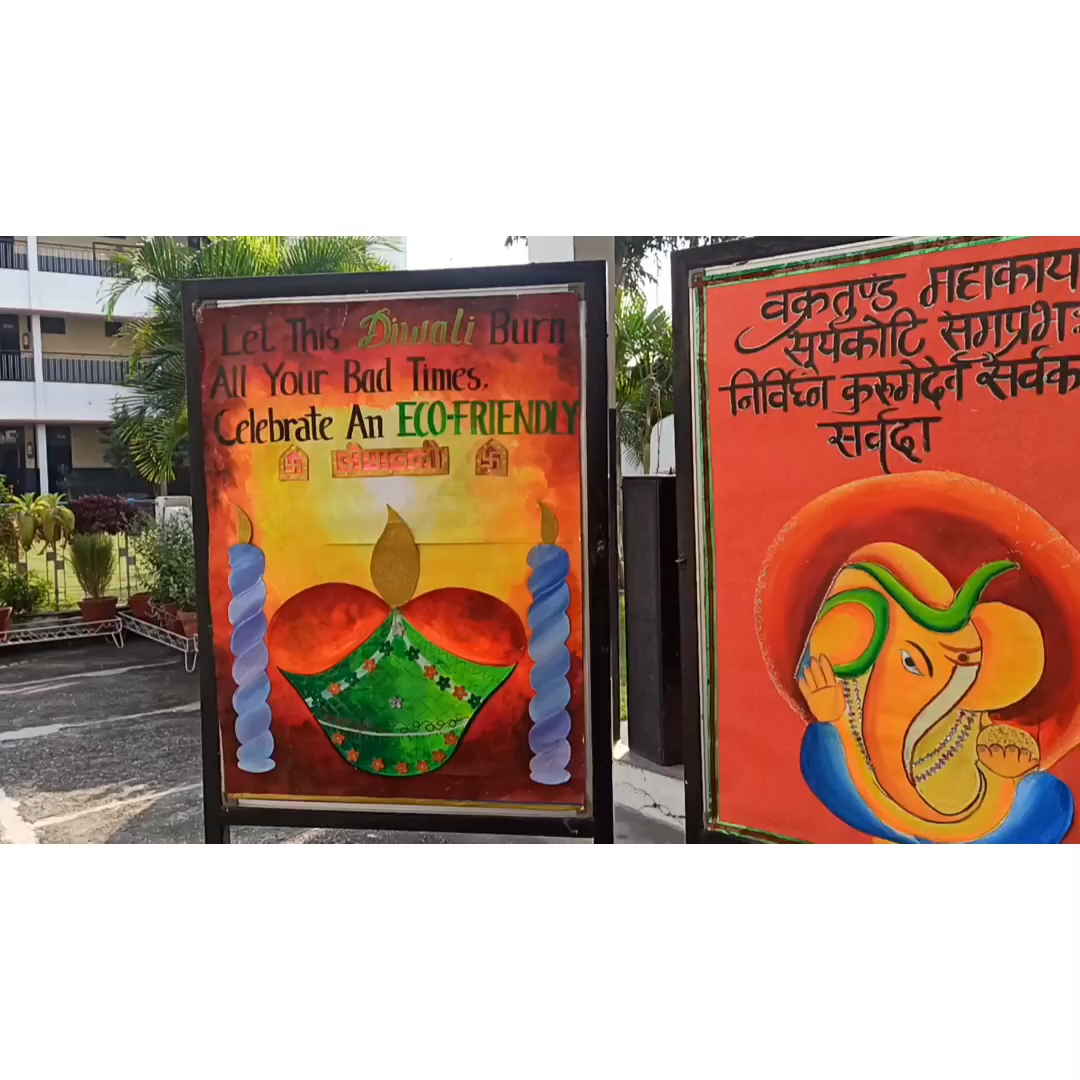 Let This Diwali Burn
All Your Bad Times,
Celebrate An ECO-FRIENDLY
दीपावली
वक्रतुण्ड महाकाय
सूर्यकोटि समप्रभः
निर्विघ्न कुरुमेदेव सर्वका
सर्वदा